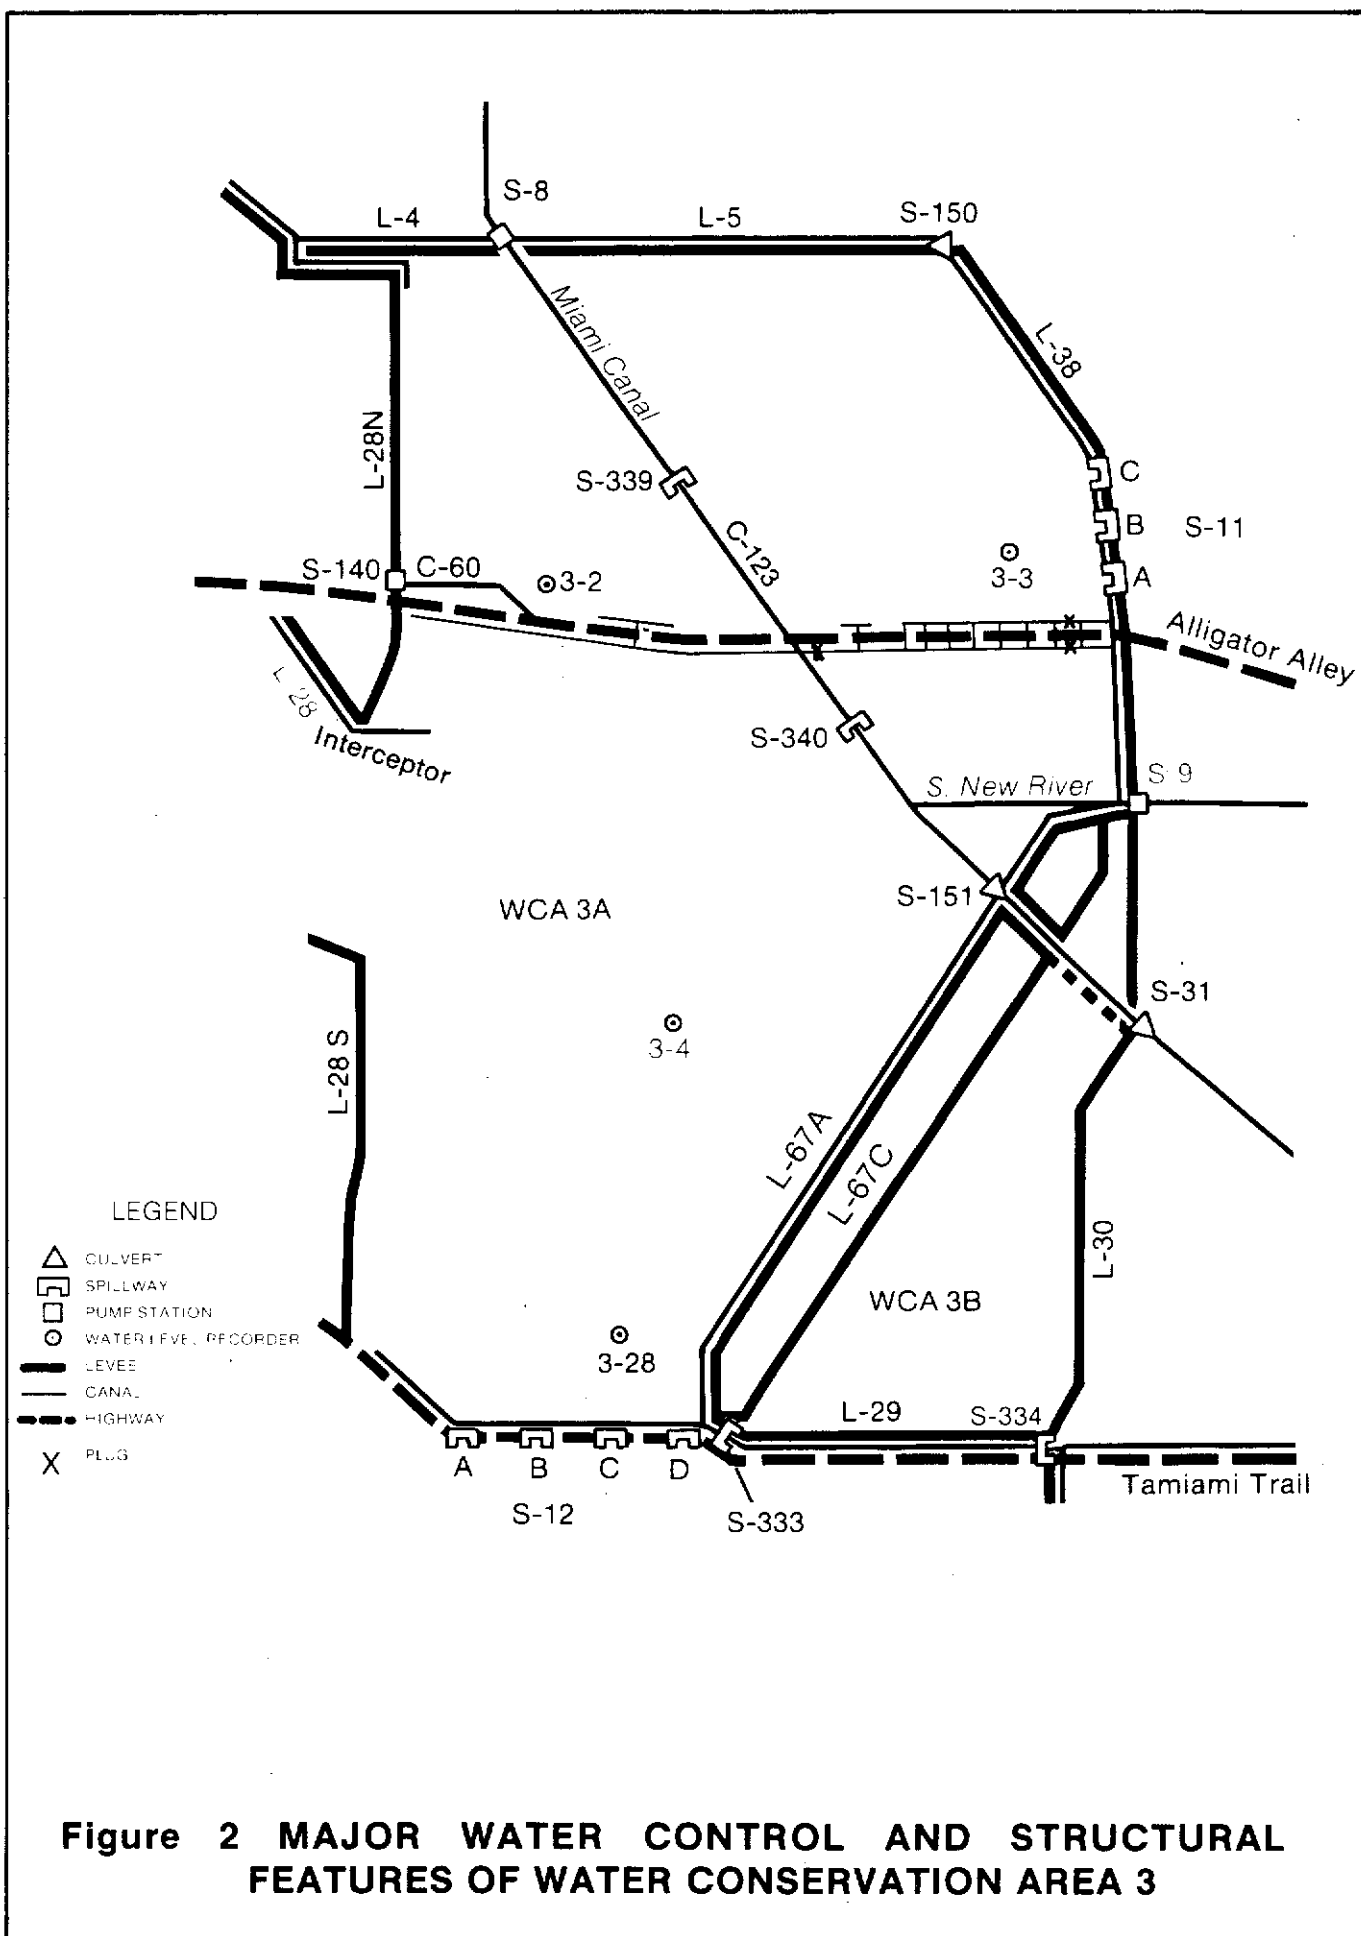 S-8
L-4
L-5
S-150
Miami Canal
L-38
L-28N
S-339
C
C-123
B
S-11
3-3
A
S-140
C-60
3-2
Alligator Alley
L-28
Interceptor
S-340
S-9
S. New River
S-151
WCA 3A
S-31
3-4
L-28 S
L-67A
L-67C
LEGEND
CULVERT
SPILLWAY
PUMP STATION
WATER LEVEL RECORDER
LEVEE
CANAL
HIGHWAY
X PLUG
L-30
WCA 3B
3-28
L-29
S-334
A B C D
Tamiami Trail
S-12
S-333
Figure 2 MAJOR WATER CONTROL AND STRUCTURAL
FEATURES OF WATER CONSERVATION AREA 3